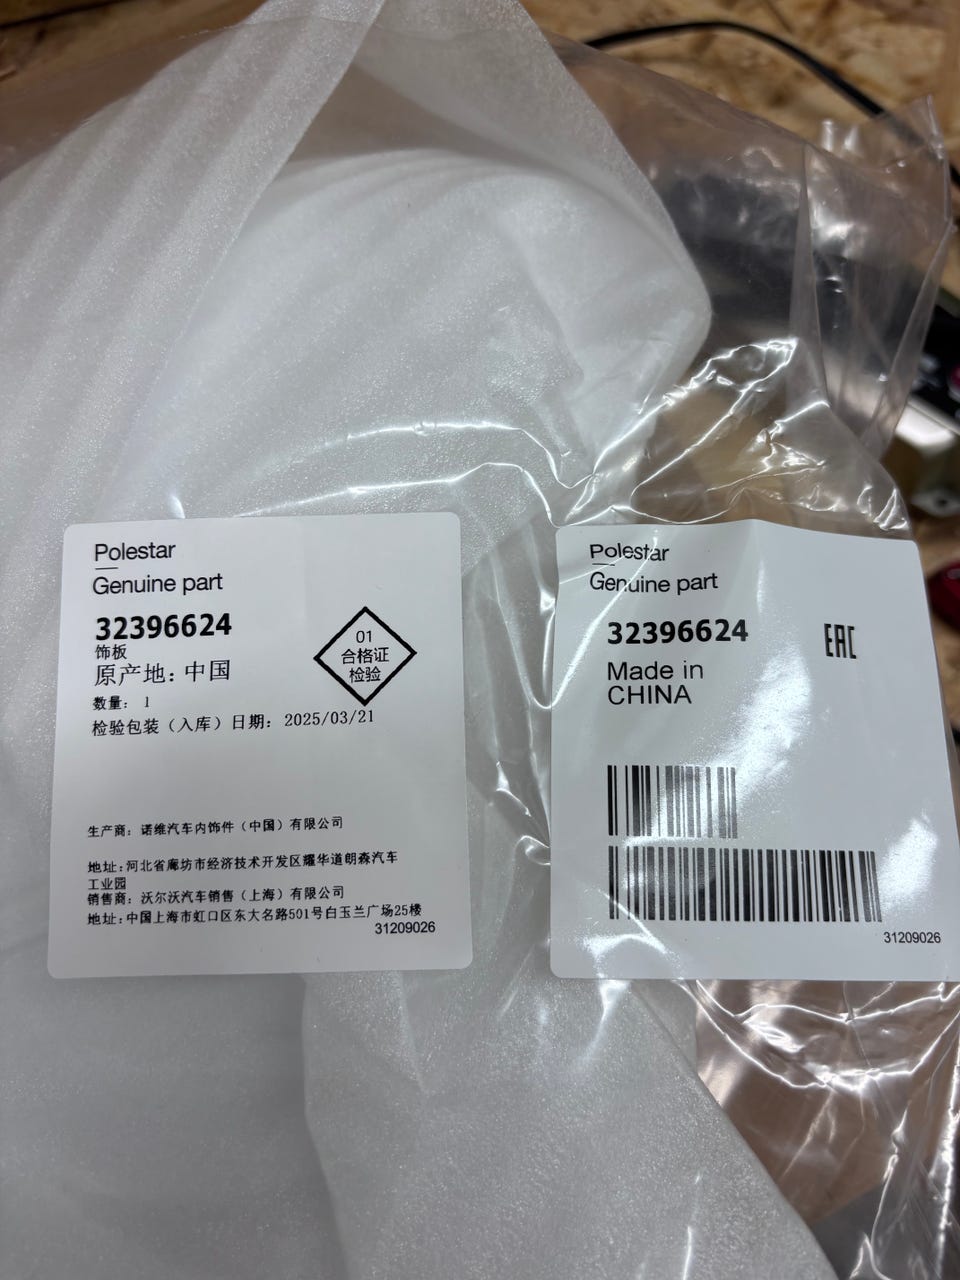 Polestar
Genuine part
32396624
饰板
原产地: 中国
数量: 1
检验包装（入库）日期: 2025/03/21
01
合格证
检验
生产商: 诺维汽车内饰件（中国）有限公司
地址: 河北省廊坊市经济技术开发区耀华道朗森汽车
工业园
销售商: 沃尔沃汽车销售（上海）有限公司
地址: 中国上海市虹口区东大名路501号白玉兰广场25楼
31209026
Polestar
Genuine part
32396624
EAC
Made in
CHINA
31209026